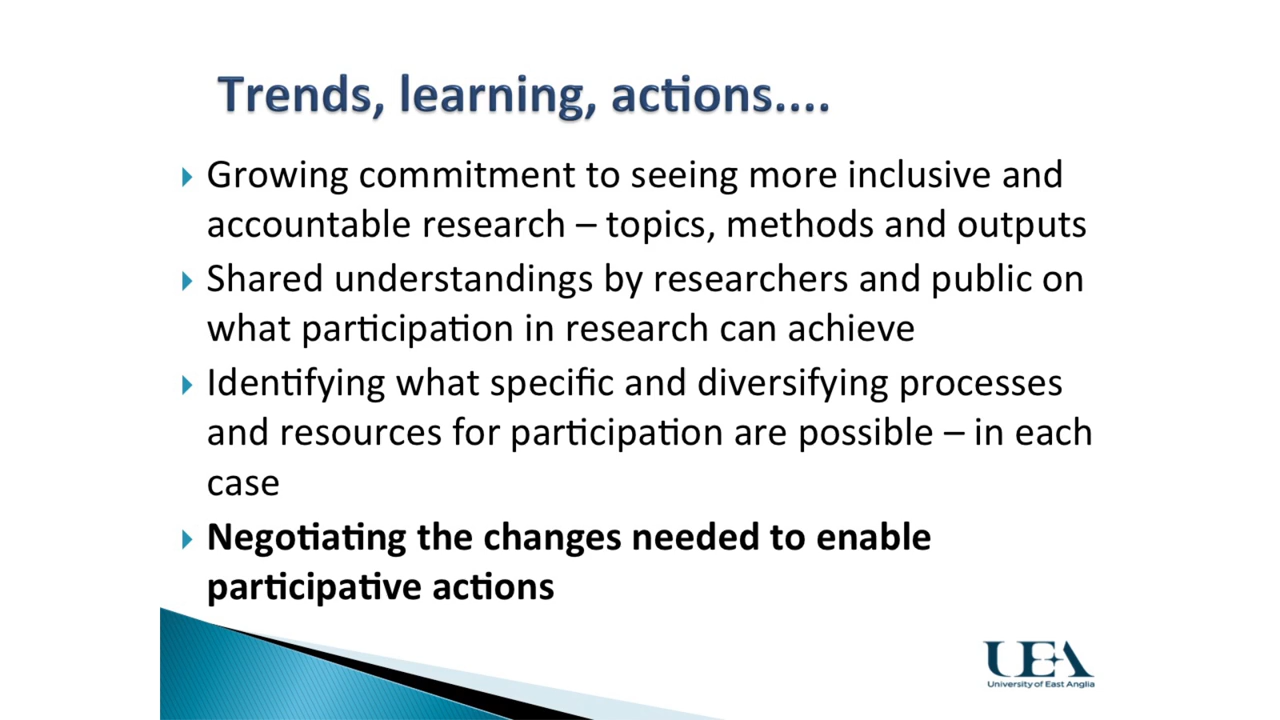 Trends, learning, actions....
Growing commitment to seeing more inclusive and
accountable research – topics, methods and outputs
Shared understandings by researchers and public on
what participation in research can achieve
Identifying what specific and diversifying processes
and resources for participation are possible – in each
case
Negotiating the changes needed to enable
participative actions
UEA
University of East Anglia